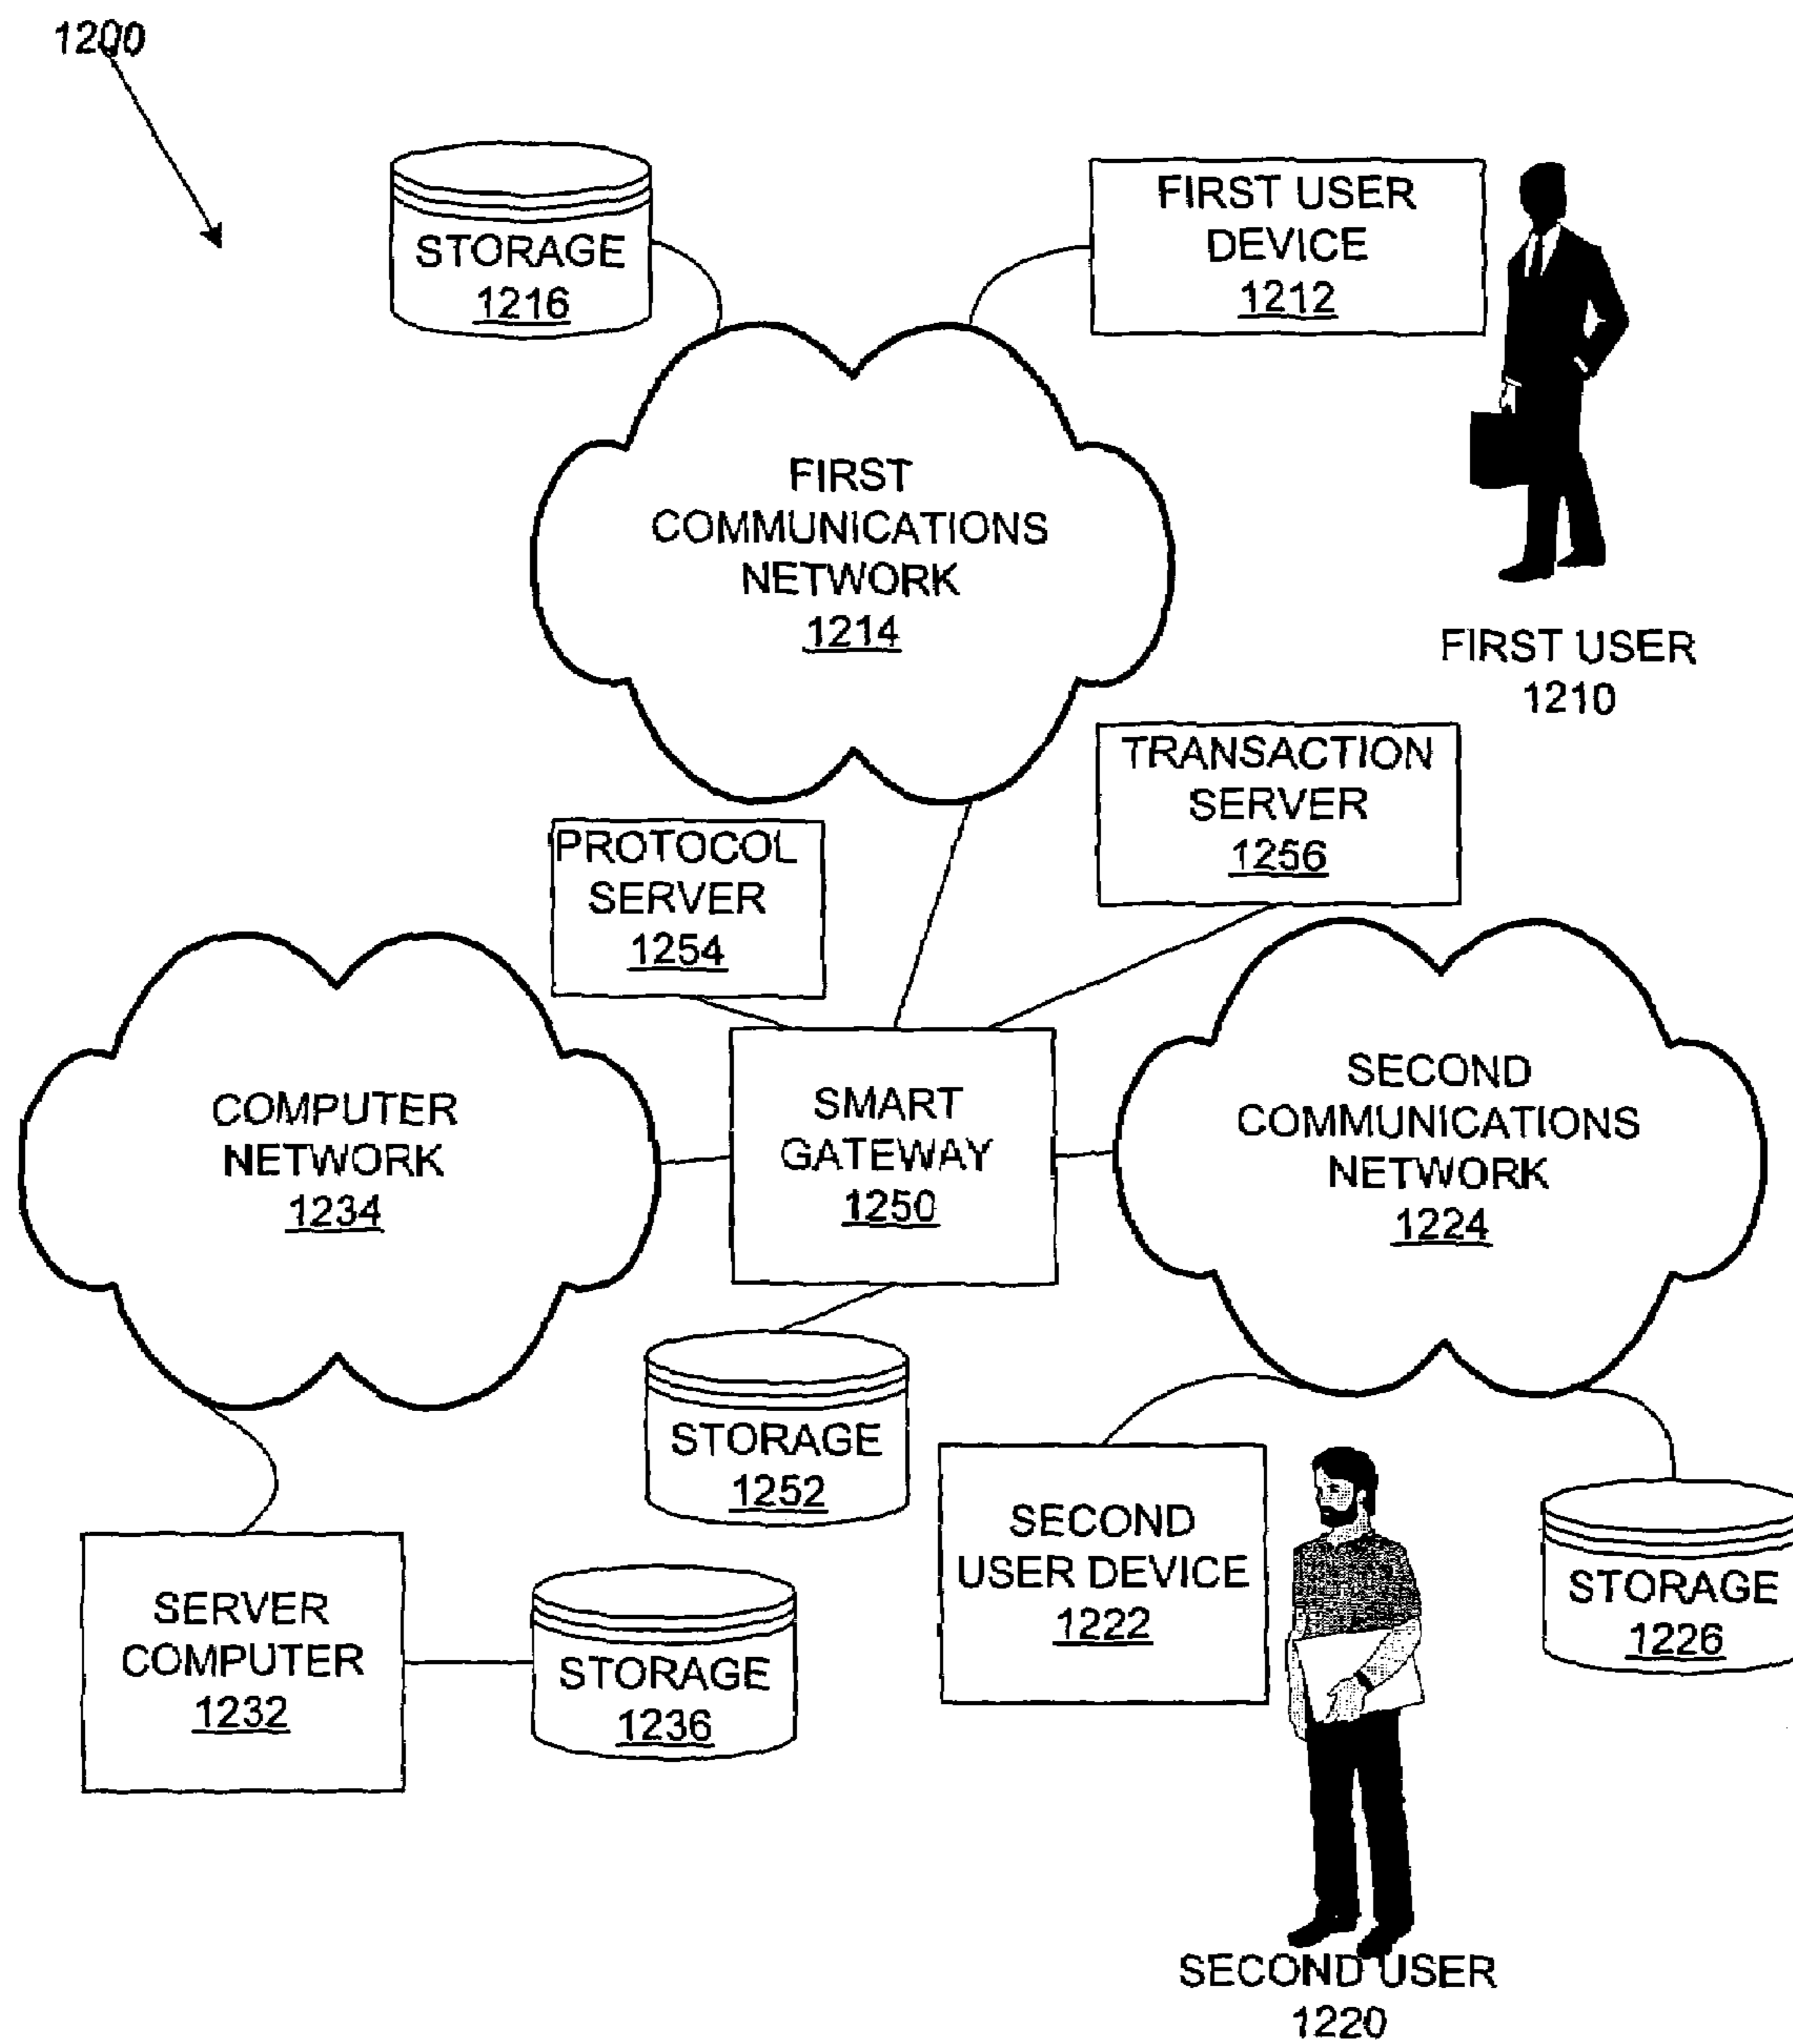 1200
STORAGE
1216
FIRST USER
DEVICE
1212
FIRST
COMMUNICATIONS
NETWORK
1214
FIRST USER
1210
TRANSACTION
SERVER
1256
PROTOCOL
SERVER
1254
COMPUTER
NETWORK
1234
SMART
GATEWAY
1250
SECOND
COMMUNICATIONS
NETWORK
1224
STORAGE
1252
SECOND
USER DEVICE
1222
STORAGE
1226
SERVER
COMPUTER
1232
STORAGE
1236
SECOND USER
1220